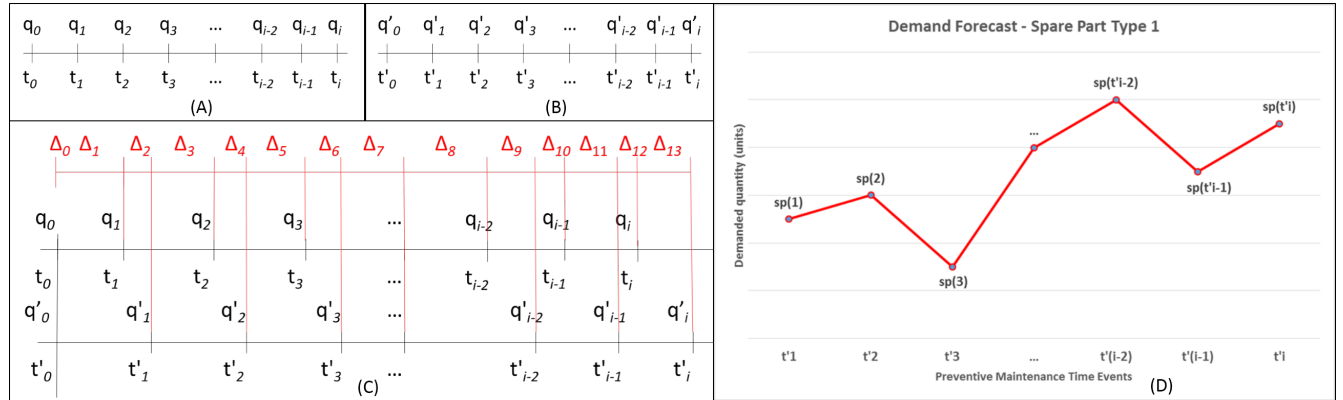 q₀ q₁ q₂ q₃ ... qᵢ₋₂ qᵢ₋₁ qᵢ
t₀ t₁ t₂ t₃ ... tᵢ₋₂ tᵢ₋₁ tᵢ
(A)
q’₀ q'₁ q'₂ q'₃ ... q'ᵢ₋₂ q'ᵢ₋₁ q’ᵢ
t'₀ t'₁ t'₂ t'₃ ... t'ᵢ₋₂ t'ᵢ₋₁ t'ᵢ
(B)
Δ₀ Δ₁ Δ₂ Δ₃ Δ₄ Δ₅ Δ₆ Δ₇ Δ₈ Δ₉ Δ₁₀ Δ₁₁ Δ₁₂ Δ₁₃
q₀ q₁ q₂ q₃ ... qᵢ₋₂ qᵢ₋₁ qᵢ
t₀ t₁ t₂ t₃ ... tᵢ₋₂ tᵢ₋₁ tᵢ
q’₀ q'₁ q'₂ q'₃ ... q'ᵢ₋₂ q'ᵢ₋₁ q’ᵢ
t'₀ t'₁ t'₂ t'₃ ... t'ᵢ₋₂ t'ᵢ₋₁ t'ᵢ
(C)
Demand Forecast - Spare Part Type 1
Demanded quantity (units)
sp(1)
sp(2)
sp(3)
...
sp(t'i-2)
sp(t'i-1)
sp(t'i)
t'1 t'2 t'3 ... t'(i-2) t'(i-1) t'i
Preventive Maintenance Time Events
(D)